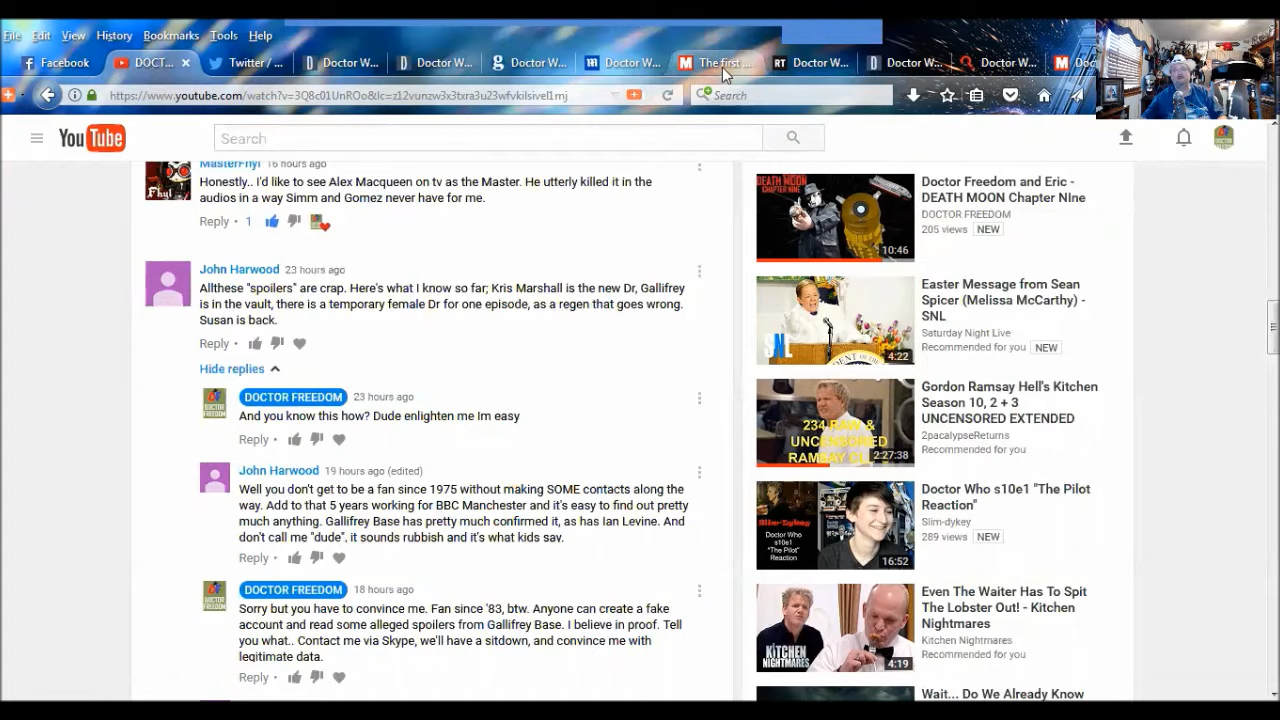 File Edit View History Bookmarks Tools Help
Facebook DOCT... × Twitter / ... Doctor W... Doctor W... Doctor W... Doctor W... The first ... Doctor W... Doctor W... Doctor W... Do
https://www.youtube.com/watch?v=3Q8c01UnROo&lc=z12vunzw3x3txra3u23wfvkilsivel1mj Search
YouTube Search
MasterFhyl 16 hours ago
Honestly.. I'd like to see Alex Macqueen on tv as the Master. He utterly killed it in the
audios in a way Simm and Gomez never have for me.
Reply · 1
John Harwood 23 hours ago
Allthese "spoilers" are crap. Here's what I know so far; Kris Marshall is the new Dr, Gallifrey
is in the vault, there is a temporary female Dr for one episode, as a regen that goes wrong.
Susan is back.
Reply ·
Hide replies
DOCTOR FREEDOM 23 hours ago
And you know this how? Dude enlighten me Im easy
Reply ·
John Harwood 19 hours ago (edited)
Well you don't get to be a fan since 1975 without making SOME contacts along the
way. Add to that 5 years working for BBC Manchester and it's easy to find out pretty
much anything. Gallifrey Base has pretty much confirmed it, as has Ian Levine. And
don't call me "dude", it sounds rubbish and it's what kids say.
Reply ·
DOCTOR FREEDOM 18 hours ago
Sorry but you have to convince me. Fan since '83, btw. Anyone can create a fake
account and read some alleged spoilers from Gallifrey Base. I believe in proof. Tell
you what.. Contact me via Skype, we'll have a sitdown, and convince me with
legitimate data.
Reply ·
DEATH MOON
CHAPTER NINE
10:46
Doctor Freedom and Eric -
DEATH MOON Chapter NIne
DOCTOR FREEDOM
205 views NEW
SNL
4:22
Easter Message from Sean
Spicer (Melissa McCarthy) -
SNL
Saturday Night Live
Recommended for you NEW
234 RAW &
UNCENSORED
2:27:38
Gordon Ramsay Hell's Kitchen
Season 10, 2 + 3
UNCENSORED EXTENDED
2pacalypseReturns
Recommended for you
Slim-Dykey
Doctor Who
s10e1
"The Pilot"
Reaction
16:52
Doctor Who s10e1 "The Pilot
Reaction"
Slim-dykey
289 views NEW
KITCHEN
NIGHTMARES
4:19
Even The Waiter Has To Spit
The Lobster Out! - Kitchen
Nightmares
Kitchen Nightmares
Recommended for you
Wait... Do We Already Know